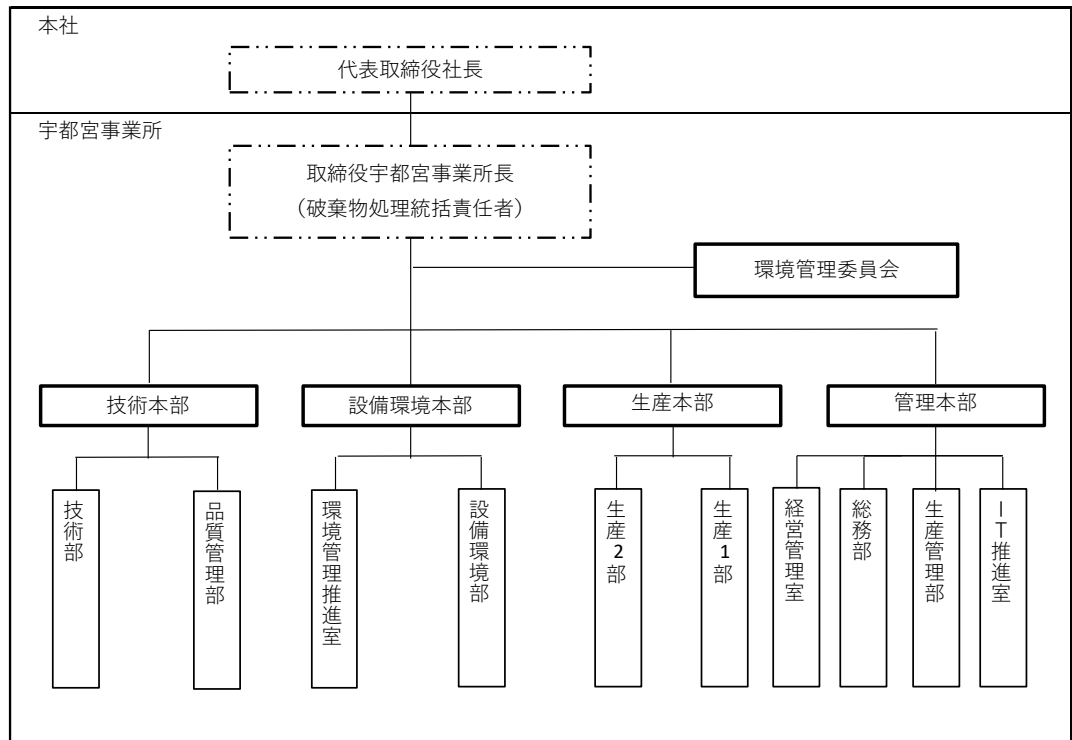 本社
代表取締役社長
宇都宮事業所
取締役宇都宮事業所長
（破棄物処理統括責任者）
環境管理委員会
技術本部
設備環境本部
生産本部
管理本部
技術部
品質管理部
環境管理推進室
設備環境部
生産2部
生産1部
経営管理室
総務部
生産管理部
IT推進室